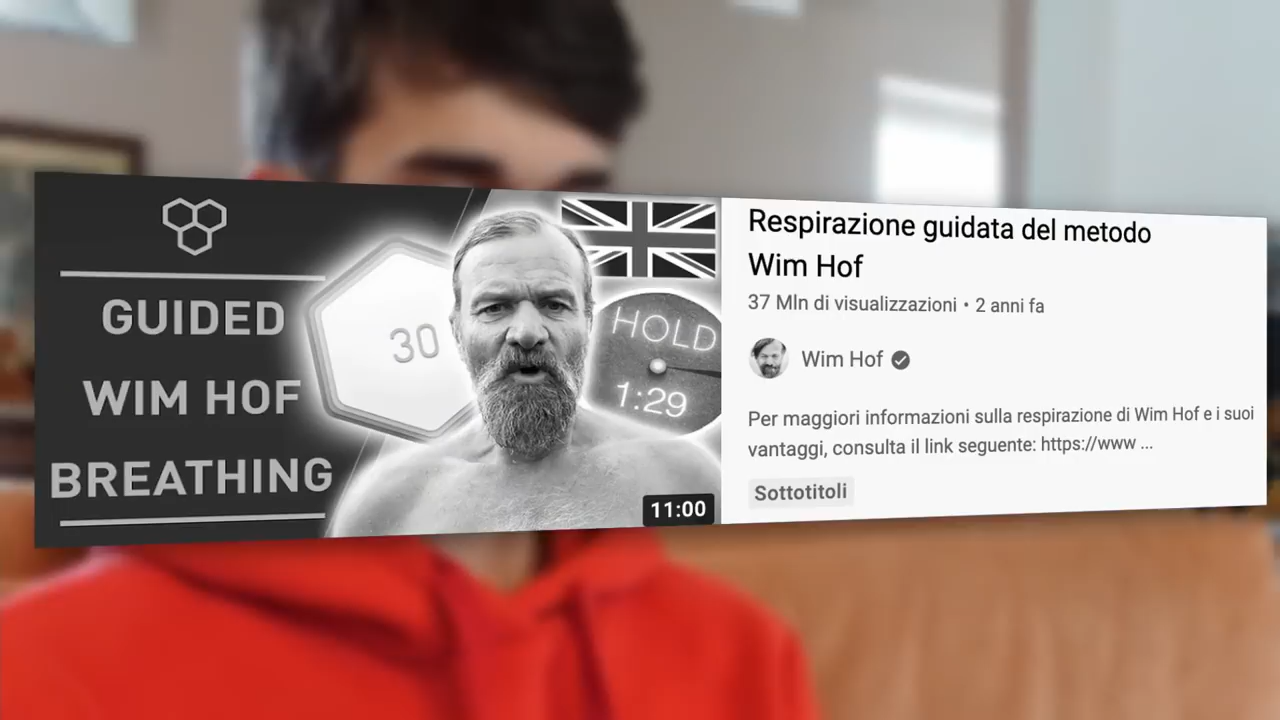 GUIDED
WIM HOF
BREATHING
30
HOLD
1:29
11:00
Respirazione guidata del metodo
Wim Hof
37 Mln di visualizzazioni • 2 anni fa
Wim Hof
Per maggiori informazioni sulla respirazione di Wim Hof e i suoi
vantaggi, consulta il link seguente: https://www ...
Sottotitoli